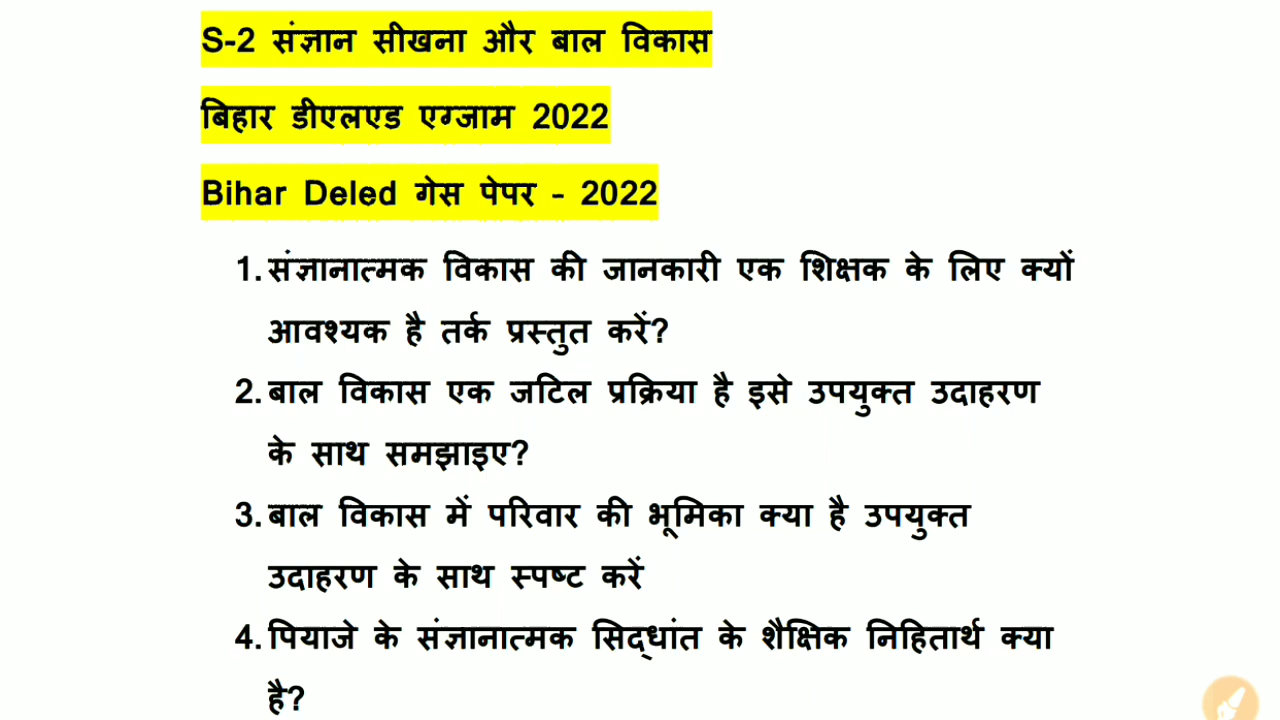 S-2 संज्ञान सीखना और बाल विकास
बिहार डीएलएड एग्जाम 2022
Bihar Deled गेस पेपर - 2022
1. संज्ञानात्मक विकास की जानकारी एक शिक्षक के लिए क्यों
आवश्यक है तर्क प्रस्तुत करें?
2. बाल विकास एक जटिल प्रक्रिया है इसे उपयुक्त उदाहरण
के साथ समझाइए?
3. बाल विकास में परिवार की भूमिका क्या है उपयुक्त
उदाहरण के साथ स्पष्ट करें
4. पियाजे के संज्ञानात्मक सिद्धांत के शैक्षिक निहितार्थ क्या
है?